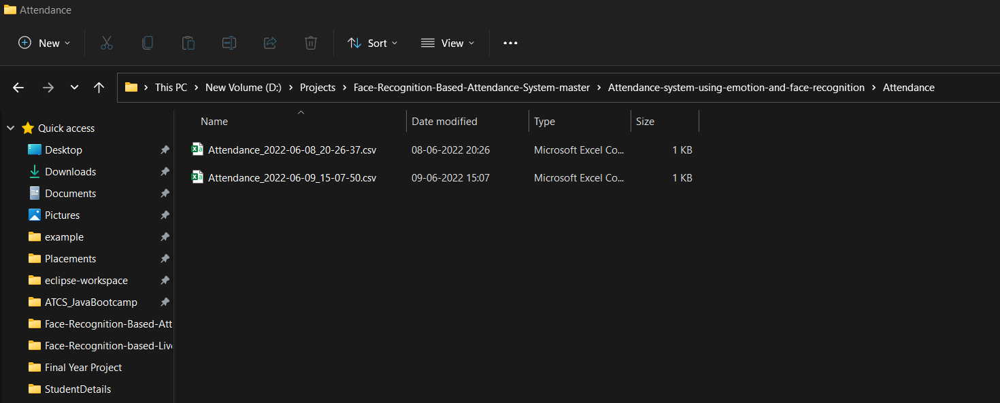 Attendance
New Sort View
This PC New Volume (D:) Projects Face-Recognition-Based-Attendance-System-master Attendance-system-using-emotion-and-face-recognition Attendance
Name Date modified Type Size
Attendance_2022-06-08_20-26-37.csv 08-06-2022 20:26 Microsoft Excel Co... 1 KB
Attendance_2022-06-09_15-07-50.csv 09-06-2022 15:07 Microsoft Excel Co... 1 KB
Quick access
Desktop
Downloads
Documents
Pictures
example
Placements
eclipse-workspace
ATCS_JavaBootcamp
Face-Recognition-Based-Att
Face-Recognition-based-Liv
Final Year Project
StudentDetails